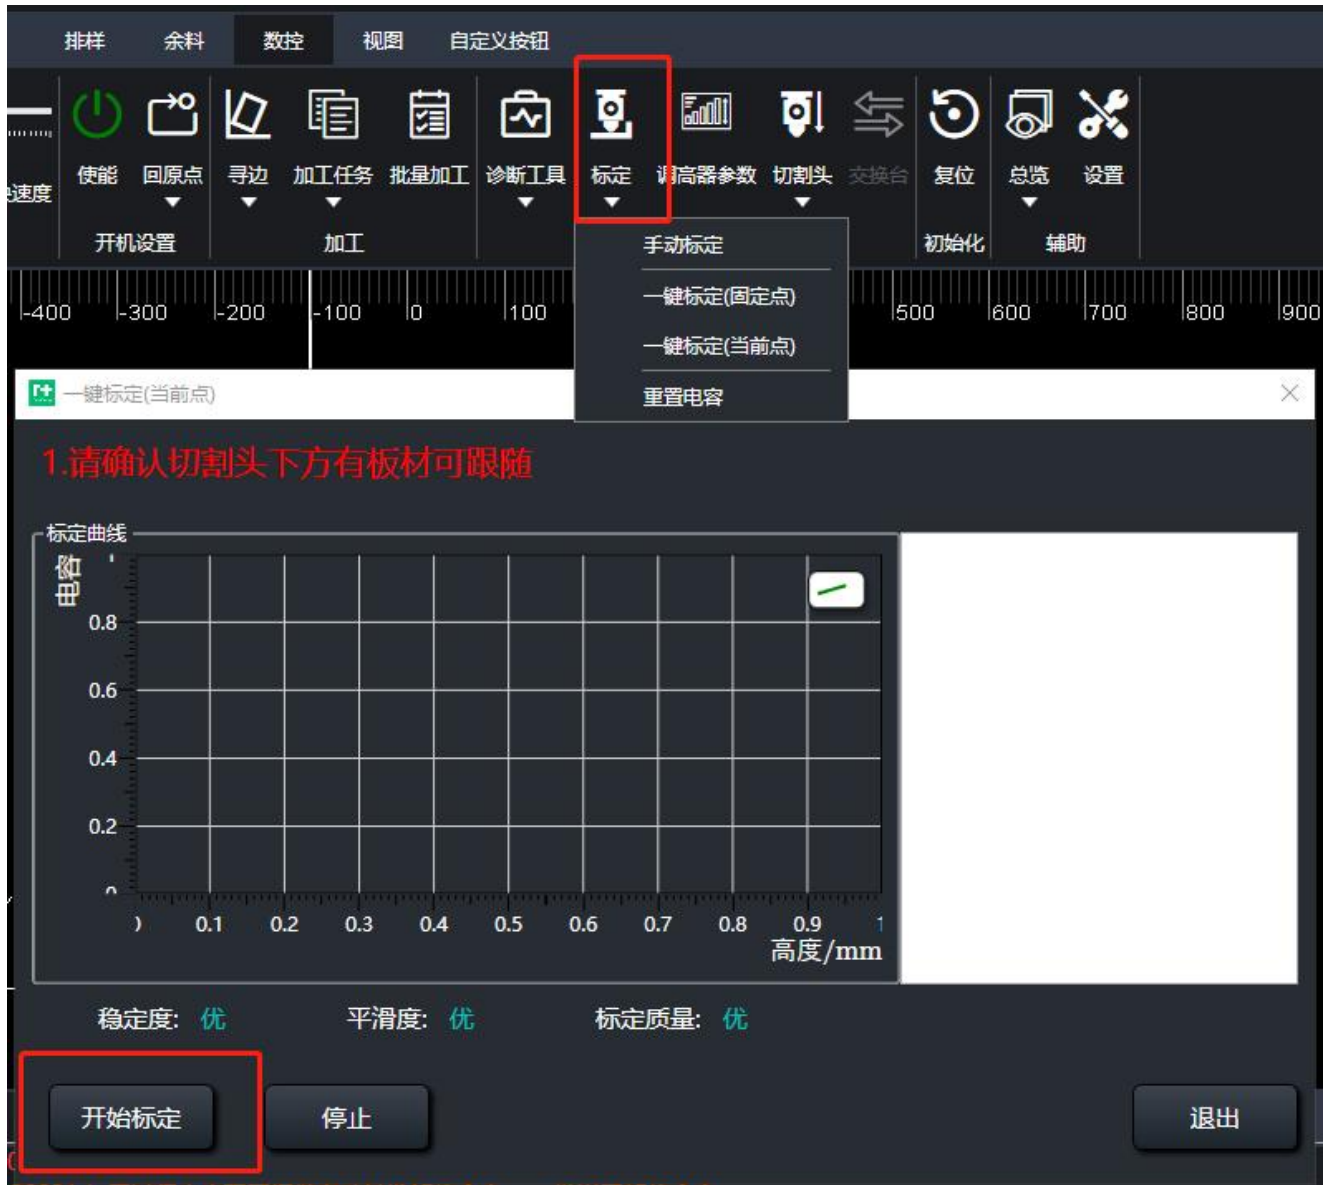 排样 余料 数控 视图 自定义按钮
速度 使能 回原点 寻边 加工任务 批量加工 诊断工具 标定 调高器参数 切割头 交换台 复位 总览 设置
开机设置 加工 初始化 辅助
手动标定
一键标定(固定点)
一键标定(当前点)
重置电容
-400 -300 -200 -100 0 100 500 600 700 800 900
一键标定(当前点)
1.请确认切割头下方有板材可跟随
标定曲线
电容
0.8
0.6
0.4
0.2
0.1 0.2 0.3 0.4 0.5 0.6 0.7 0.8 0.9 1
高度/mm
稳定度: 优 平滑度: 优 标定质量: 优
开始标定 停止 退出